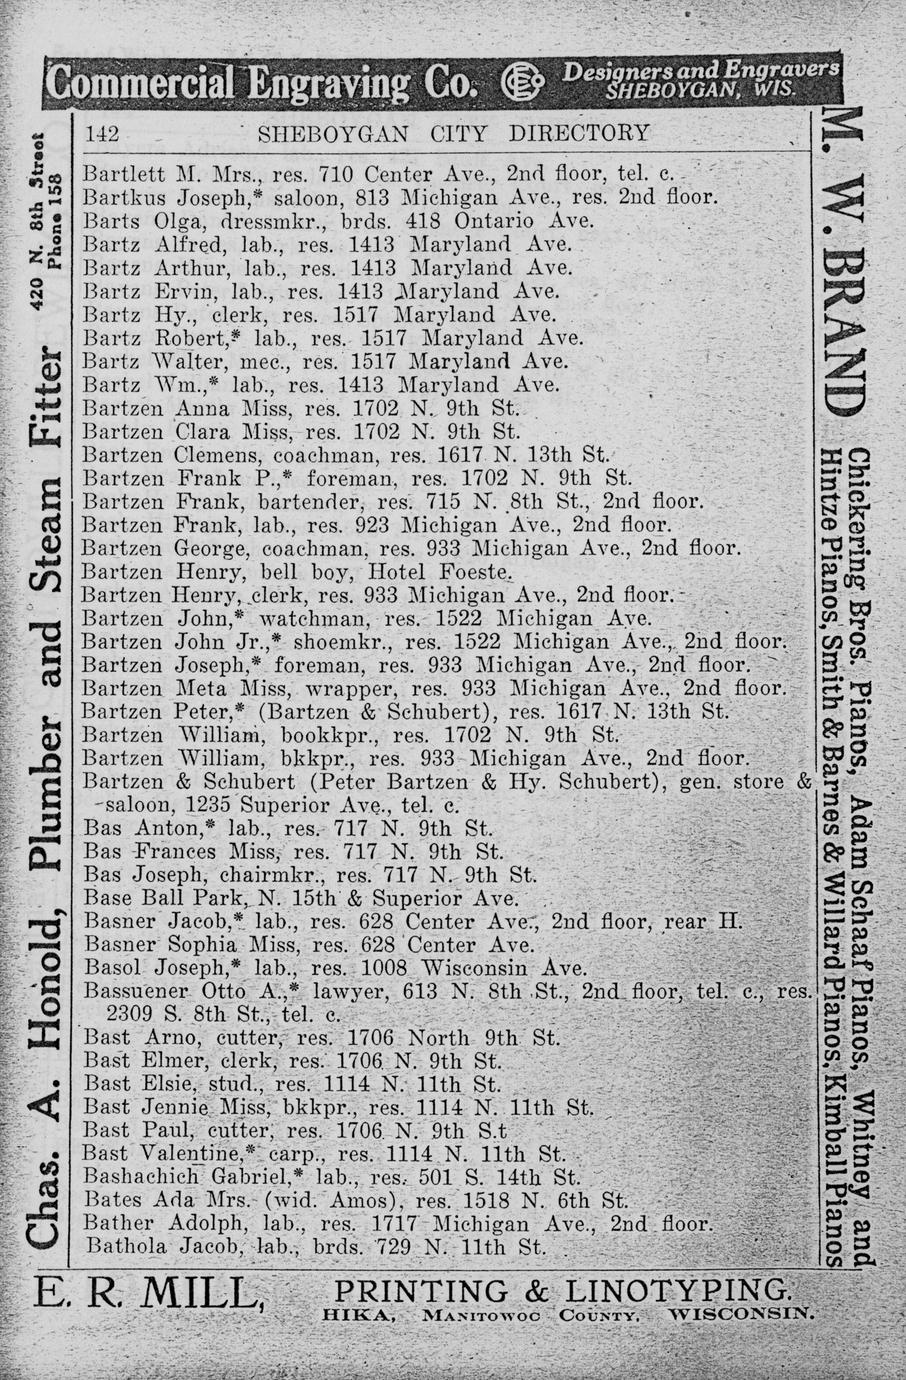 Commercial Engraving Co. CECo Designers and Engravers
SHEBOYGAN, WIS.
142 SHEBOYGAN CITY DIRECTORY
Bartlett M. Mrs., res. 710 Center Ave., 2nd floor, tel. c.
Bartkus Joseph,* saloon, 813 Michigan Ave., res. 2nd floor.
Barts Olga, dressmkr., brds. 418 Ontario Ave.
Bartz Alfred, lab., res. 1413 Maryland Ave.
Bartz Arthur, lab., res. 1413 Maryland Ave.
Bartz Ervin, lab., res. 1413 Maryland Ave.
Bartz Hy., clerk, res. 1517 Maryland Ave.
Bartz Robert,* lab., res. 1517 Maryland Ave.
Bartz Walter, mec., res. 1517 Maryland Ave.
Bartz Wm.,* lab., res. 1413 Maryland Ave.
Bartzen Anna Miss, res. 1702 N. 9th St.
Bartzen Clara Miss, res. 1702 N. 9th St.
Bartzen Clemens, coachman, res. 1617 N. 13th St.
Bartzen Frank P.,* foreman, res. 1702 N. 9th St.
Bartzen Frank, bartender, res. 715 N. 8th St., 2nd floor.
Bartzen Frank, lab., res. 923 Michigan Ave., 2nd floor.
Bartzen George, coachman, res. 933 Michigan Ave., 2nd floor.
Bartzen Henry, bell boy, Hotel Foeste.
Bartzen Henry, clerk, res. 933 Michigan Ave., 2nd floor.
Bartzen John,* watchman, res. 1522 Michigan Ave.
Bartzen John Jr.,* shoemkr., res. 1522 Michigan Ave., 2nd floor.
Bartzen Joseph,* foreman, res. 933 Michigan Ave., 2nd floor.
Bartzen Meta Miss, wrapper, res. 933 Michigan Ave., 2nd floor.
Bartzen Peter,* (Bartzen & Schubert), res. 1617 N. 13th St.
Bartzen William, bookkpr., res. 1702 N. 9th St.
Bartzen William, bkkpr., res. 933 Michigan Ave., 2nd floor.
Bartzen & Schubert (Peter Bartzen & Hy. Schubert), gen. store &
saloon, 1235 Superior Ave., tel. c.
Bas Anton,* lab., res. 717 N. 9th St.
Bas Frances Miss, res. 717 N. 9th St.
Bas Joseph, chairmkr., res. 717 N. 9th St.
Base Ball Park, N. 15th & Superior Ave.
Basner Jacob,* lab., res. 628 Center Ave., 2nd floor, rear H.
Basner Sophia Miss, res. 628 Center Ave.
Basol Joseph,* lab., res. 1008 Wisconsin Ave.
Bassuener Otto A.,* lawyer, 613 N. 8th St., 2nd floor, tel. c., res.
2309 S. 8th St., tel. c.
Bast Arno, cutter, res. 1706 North 9th St.
Bast Elmer, clerk, res. 1706 N. 9th St.
Bast Elsie, stud., res. 1114 N. 11th St.
Bast Jennie Miss, bkkpr., res. 1114 N. 11th St.
Bast Paul, cutter, res. 1706 N. 9th S.t
Bast Valentine,* carp., res. 1114 N. 11th St.
Bashachich Gabriel,* lab., res. 501 S. 14th St.
Bates Ada Mrs. (wid. Amos), res. 1518 N. 6th St.
Bather Adolph, lab., res. 1717 Michigan Ave., 2nd floor.
Bathola Jacob, lab., brds. 729 N. 11th St.
Chas. A. Honold, Plumber and Steam Fitter
420 N. 8th Street
Phone 158
M. W. BRAND
Chickering Bros. Pianos, Adam Schaaf Pianos, Whitney and
Hintze Pianos, Smith & Barnes & Willard Pianos, Kimball Pianos
E. R. MILL, PRINTING & LINOTYPING.
HIKA, MANITOWOC COUNTY, WISCONSIN.